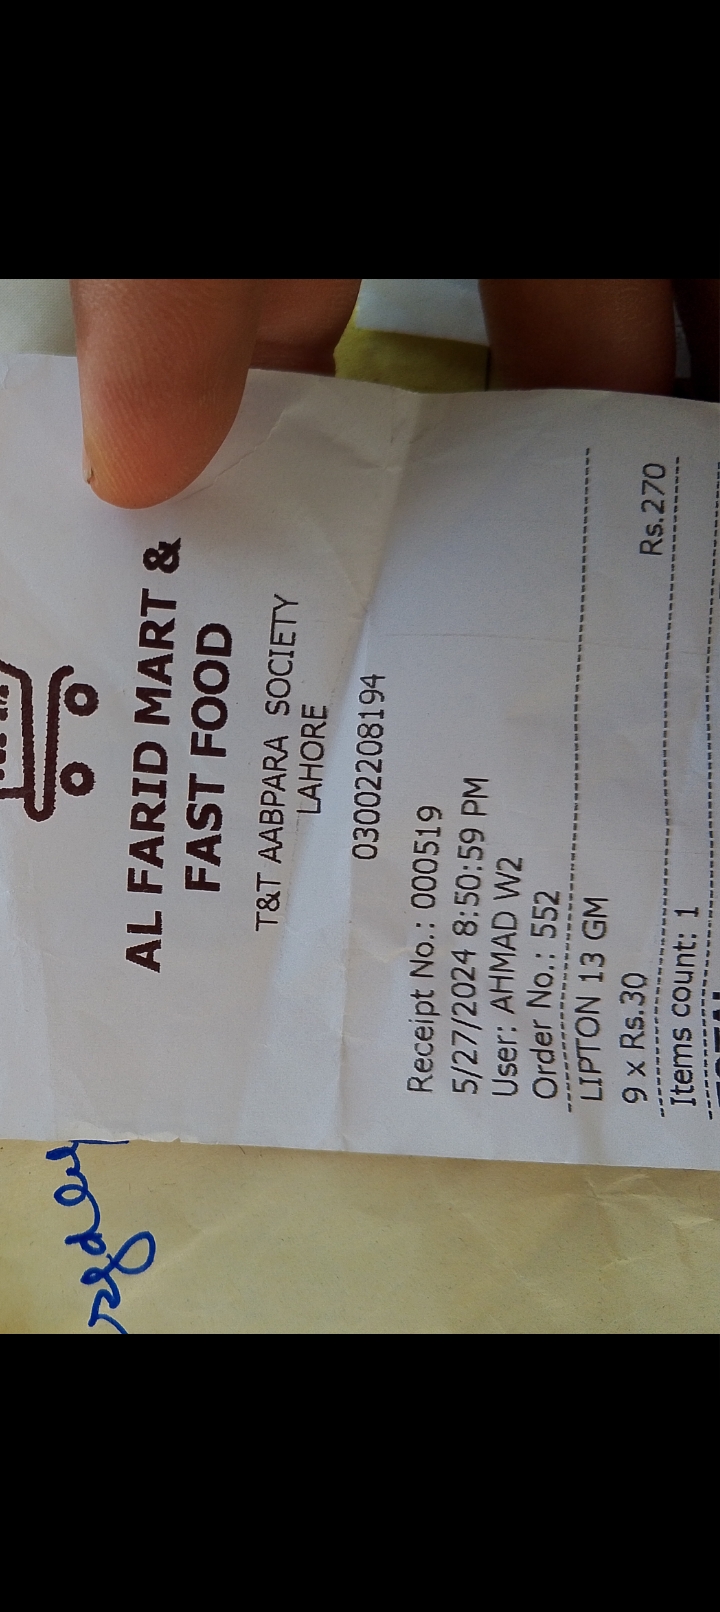 AL FARID MART &
FAST FOOD
T&T AABPARA SOCIETY
LAHORE
03002208194
Receipt No.: 000519
5/27/2024 8:50:59 PM
User: AHMAD W2
Order No.: 552
LIPTON 13 GM
9 x Rs.30 Rs.270
Items count: 1